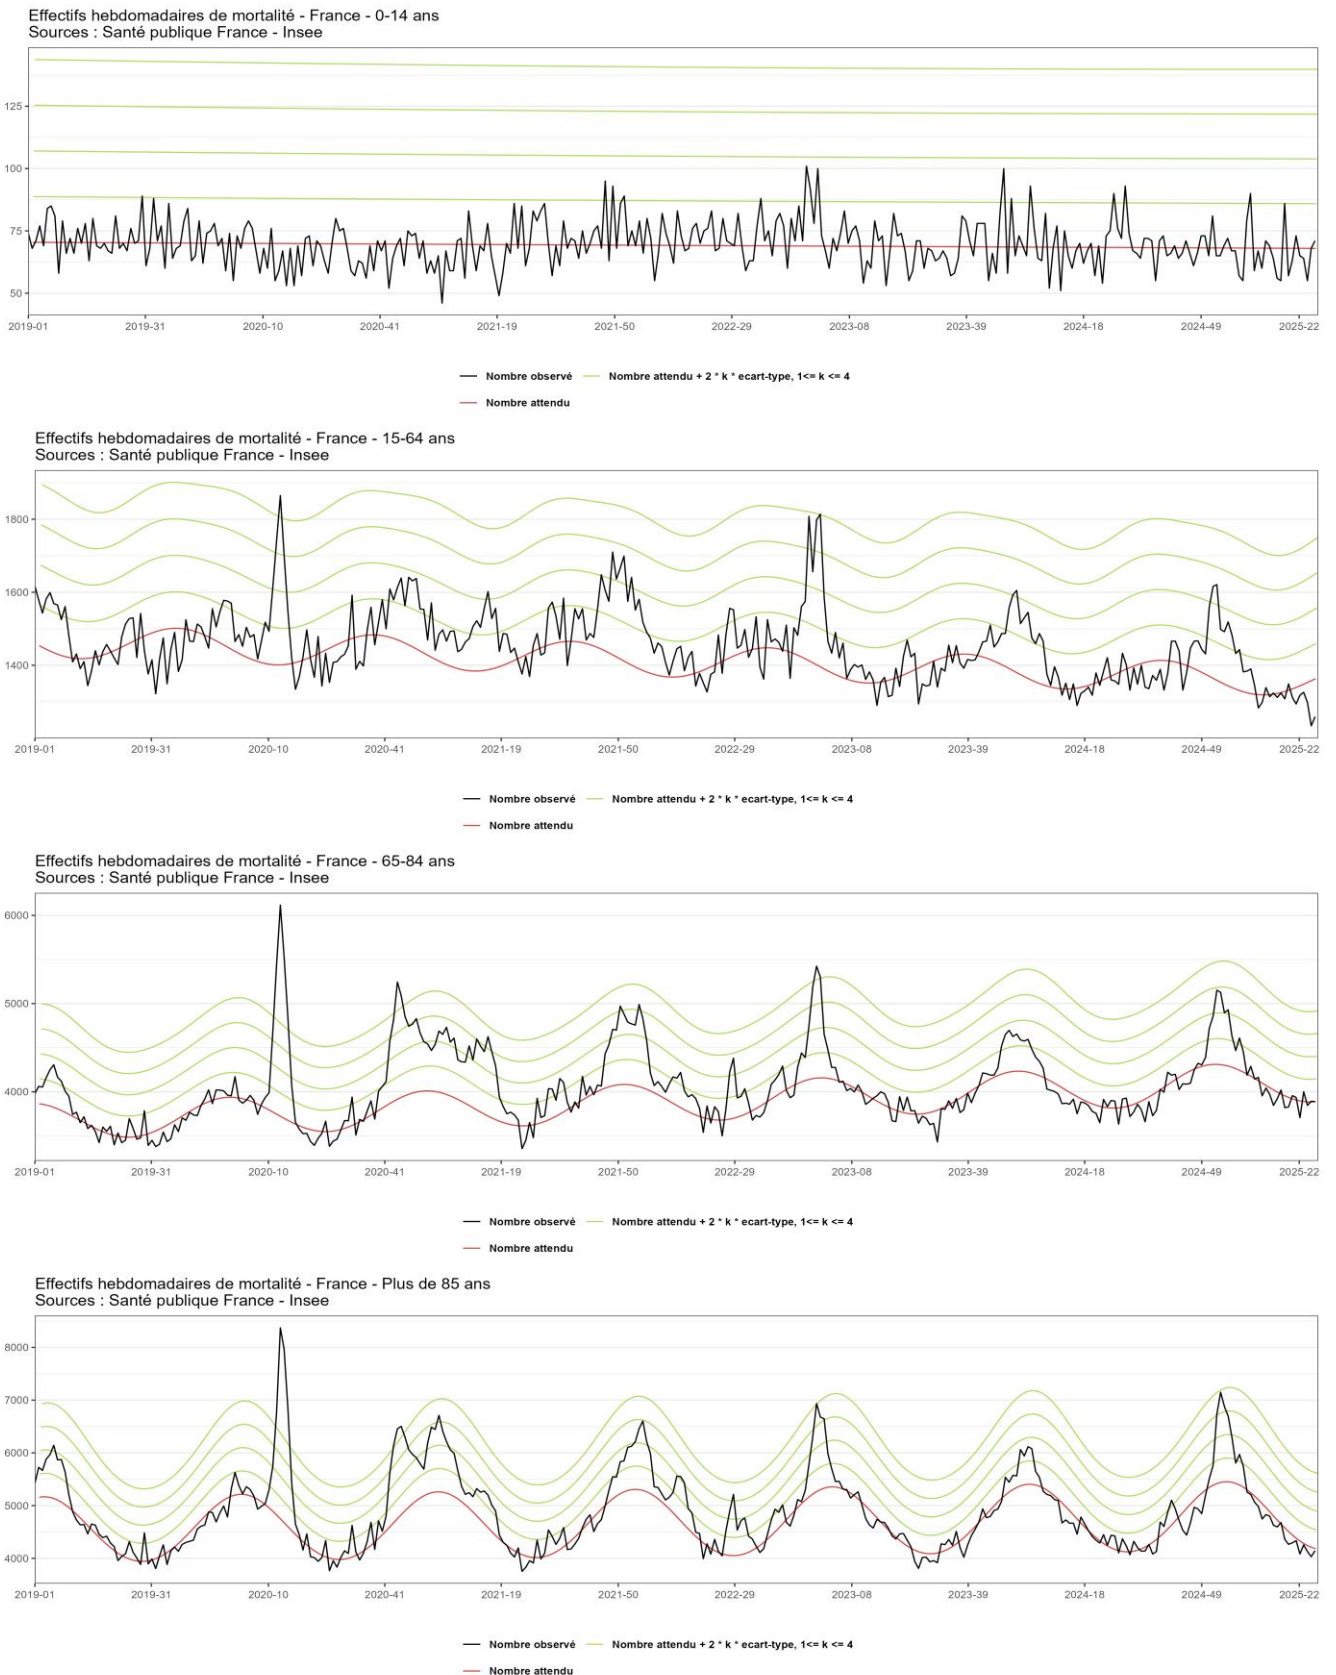 Effectifs hebdomadaires de mortalité - France - 0-14 ans
Sources : Santé publique France - Insee
125
100
75
50
2019-01 2019-31 2020-10 2020-41 2021-19 2021-50 2022-29 2023-08 2023-39 2024-18 2024-49 2025-22
Nombre observé Nombre attendu + 2 * k * ecart-type, 1<= k <= 4
Nombre attendu
Effectifs hebdomadaires de mortalité - France - 15-64 ans
Sources : Santé publique France - Insee
1800
1600
1400
2019-01 2019-31 2020-10 2020-41 2021-19 2021-50 2022-29 2023-08 2023-39 2024-18 2024-49 2025-22
Nombre observé Nombre attendu + 2 * k * ecart-type, 1<= k <= 4
Nombre attendu
Effectifs hebdomadaires de mortalité - France - 65-84 ans
Sources : Santé publique France - Insee
6000
5000
4000
2019-01 2019-31 2020-10 2020-41 2021-19 2021-50 2022-29 2023-08 2023-39 2024-18 2024-49 2025-22
Nombre observé Nombre attendu + 2 * k * ecart-type, 1<= k <= 4
Nombre attendu
Effectifs hebdomadaires de mortalité - France - Plus de 85 ans
Sources : Santé publique France - Insee
8000
7000
6000
5000
4000
2019-01 2019-31 2020-10 2020-41 2021-19 2021-50 2022-29 2023-08 2023-39 2024-18 2024-49 2025-22
Nombre observé Nombre attendu + 2 * k * ecart-type, 1<= k <= 4
Nombre attendu